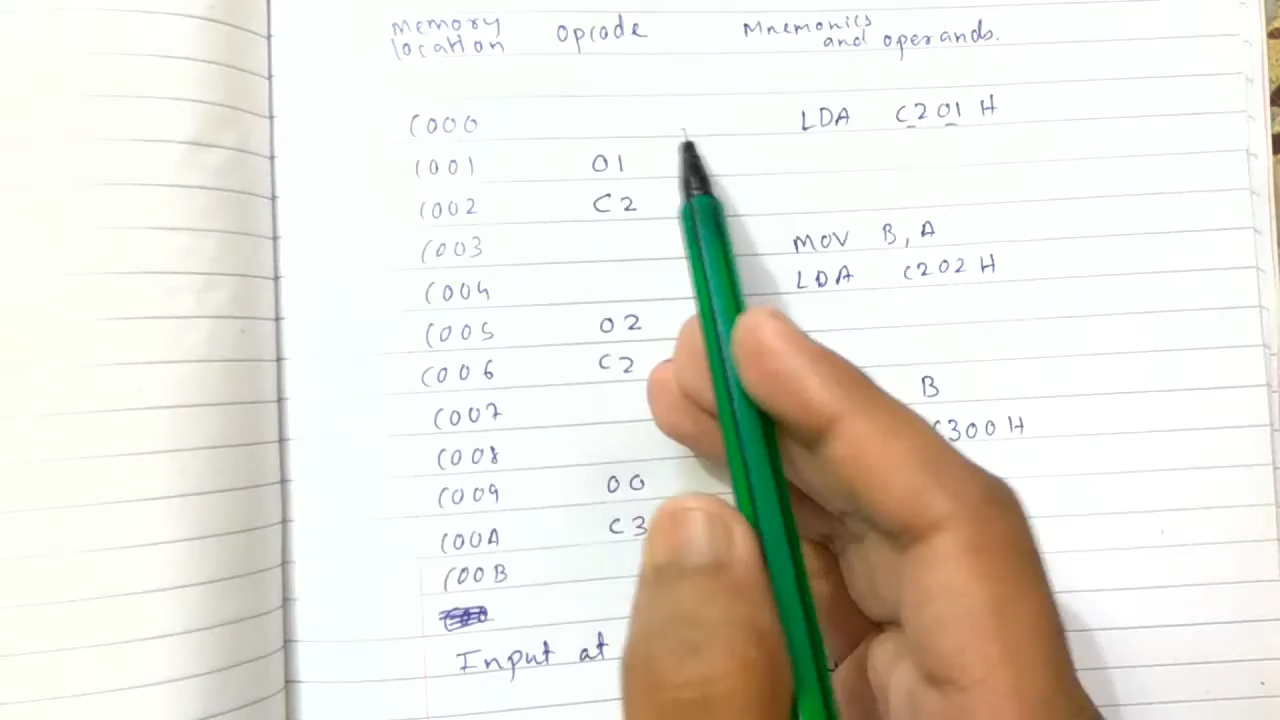 Memory location Opcode Mnemonics and operands.
C000 LDA C201 H
C001 01
C002 C2
C003 MOV B, A
C004 LDA C202 H
C005 02
C006 C2
C007 B
C008 C300 H
C009 00
C00A C3
C00B
Input at